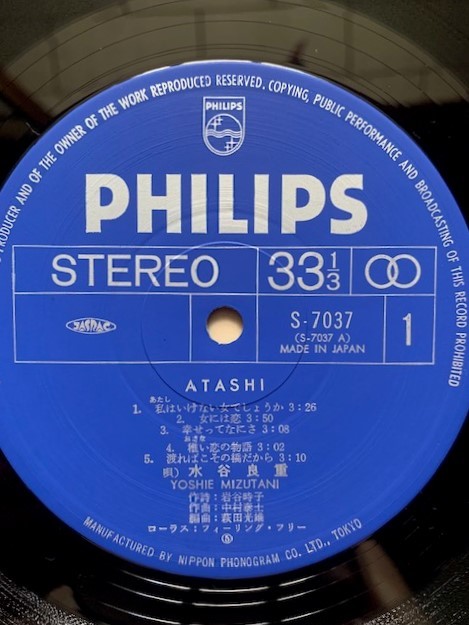 PRODUCER AND OF THE OWNER OF THE WORK REPRODUCED RESERVED. COPYING, PUBLIC PERFORMANCE AND BROADCASTING OF THIS RECORD PROHIBITED
PHILIPS
PHILIPS
STEREO 33 1/3
JASRAC
S-7037
(S-7037 A)
MADE IN JAPAN
1
ATASHI
あたし
1. 私はいけない女でしょうか 3:26
2. 女には恋 3:50
3. 幸せってなにさ 3:08
おさな
4. 稚い恋の物語 3:02
5. 渡ればこその橋だから 3:10
唄) 水谷良重
YOSHIE MIZUTANI
作詩:岩谷時子
作曲:中村泰士
編曲:萩田光雄
コーラス:フィーリング・フリー
Ⓢ
MANUFACTURED BY NIPPON PHONOGRAM CO., LTD., TOKYO